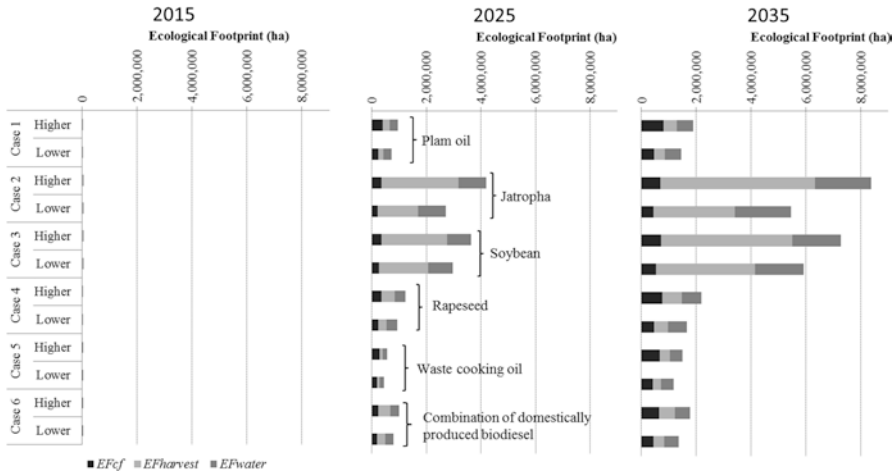 2015
2025
2035
Ecological Footprint (ha)
Ecological Footprint (ha)
Ecological Footprint (ha)
0
2,000,000
4,000,000
6,000,000
8,000,000
0
2,000,000
4,000,000
6,000,000
8,000,000
0
2,000,000
4,000,000
6,000,000
8,000,000
Case 1
Higher
Lower
Plam oil
Case 2
Higher
Lower
Jatropha
Case 3
Higher
Lower
Soybean
Case 4
Higher
Lower
Rapeseed
Case 5
Higher
Lower
Waste cooking oil
Case 6
Higher
Lower
Combination of domestically
produced biodiesel
EFcf EFharvest EFwater